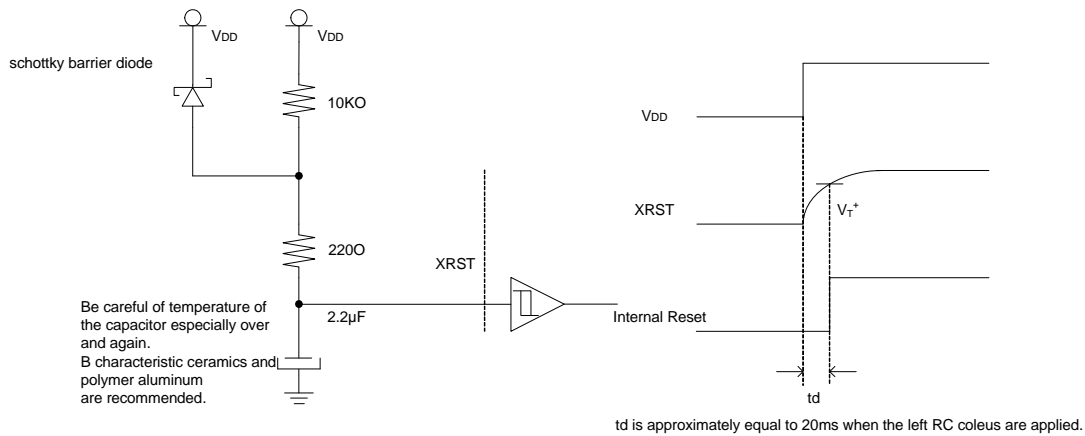 VDD
VDD
schottky barrier diode
10KO
220O
XRST
2.2µF
Be careful of temperature of
the capacitor especially over
and again.
B characteristic ceramics and
polymer aluminum
are recommended.
Internal Reset
VDD
XRST
VT+
td
td is approximately equal to 20ms when the left RC coleus are applied.